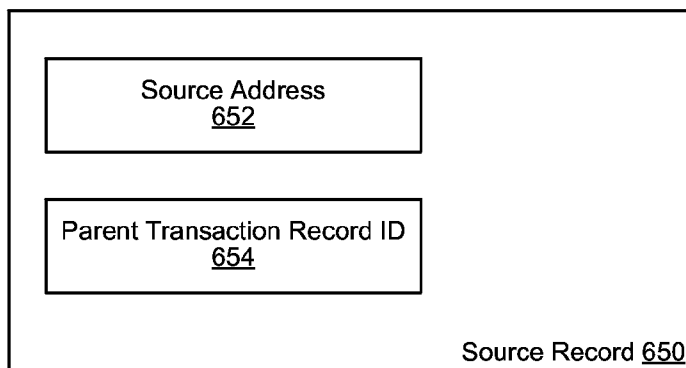 Source Address
652
Parent Transaction Record ID
654
Source Record 650